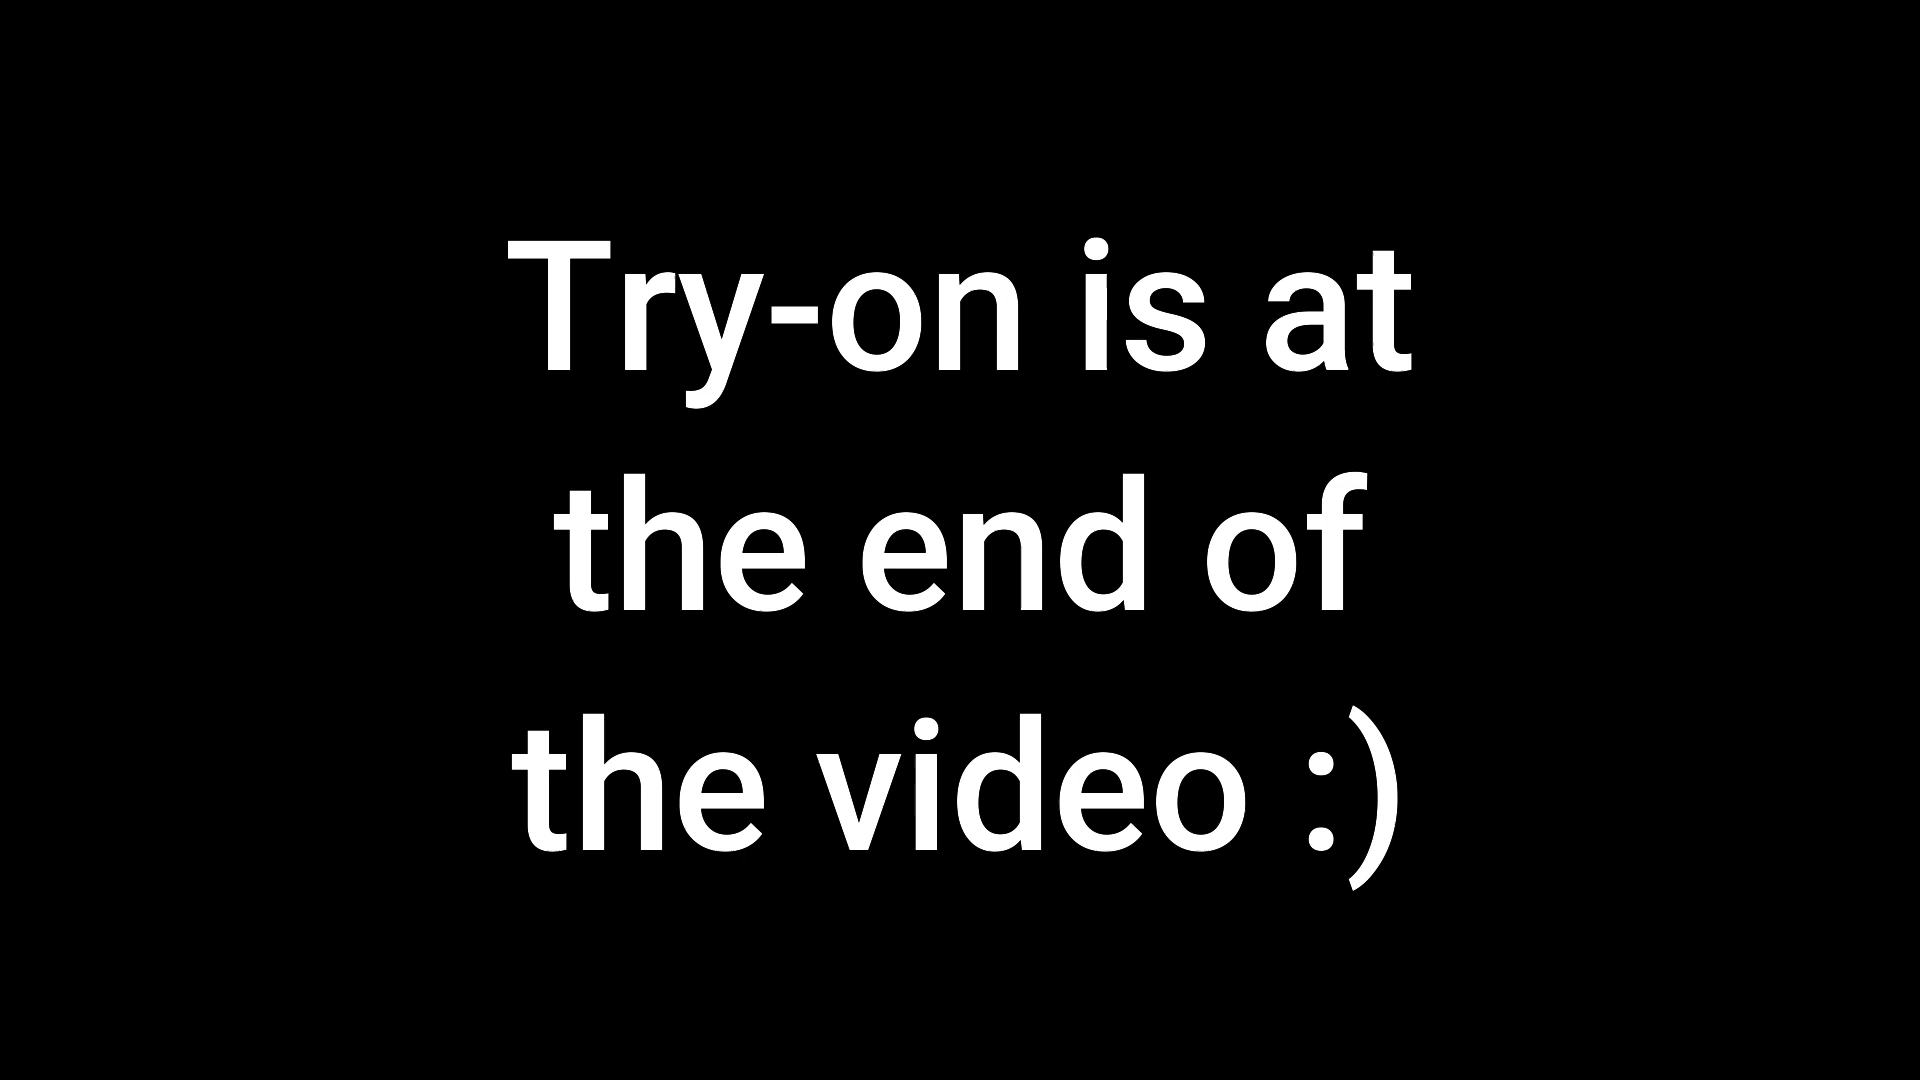 Try-on is at
the end of
the video :)